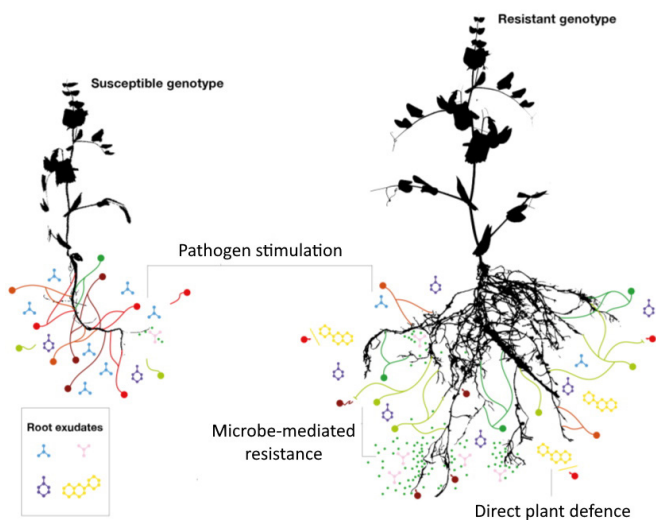 Resistant genotype
Susceptible genotype
Pathogen stimulation
Root exudates
Microbe-mediated
resistance
Direct plant defence